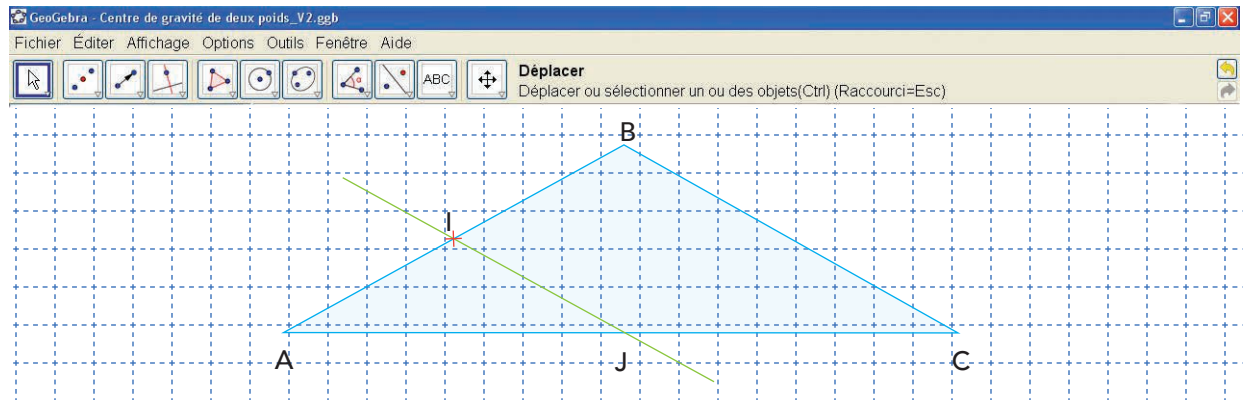 GeoGebra - Centre de gravité de deux poids_V2.ggb
Fichier Éditer Affichage Options Outils Fenêtre Aide
ABC
Déplacer
Déplacer ou sélectionner un ou des objets(Ctrl) (Raccourci=Esc)
B
I
A
J
C